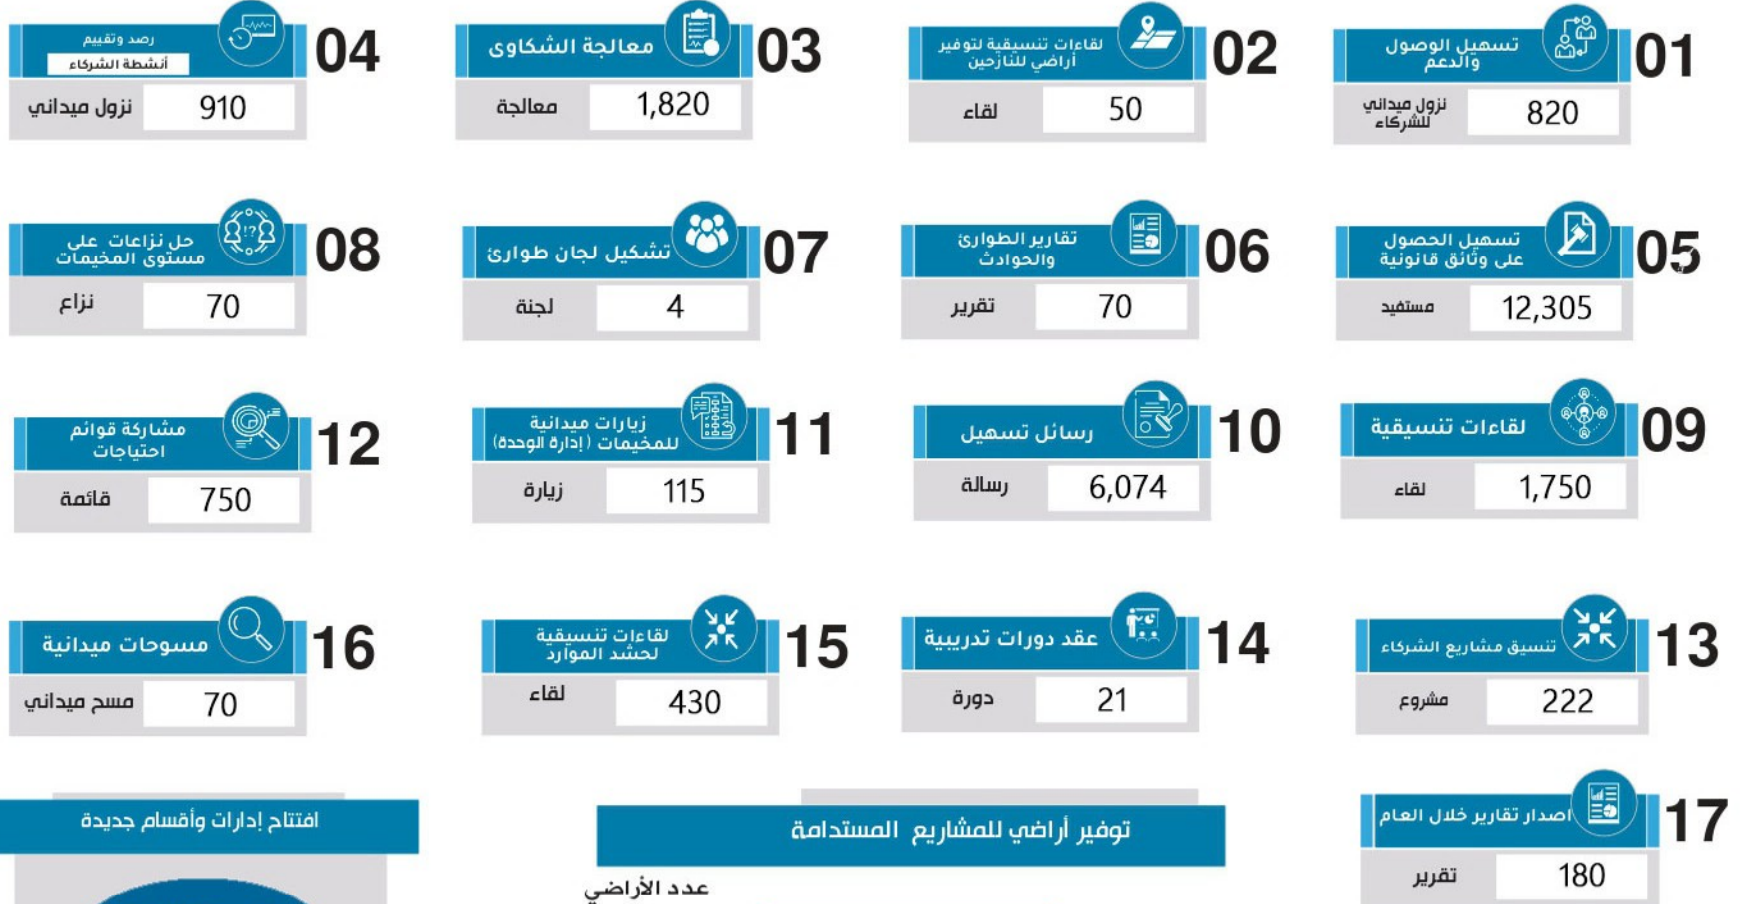 01
تسهيل الوصول
والدعم
نزول ميداني
للشركاء
820
02
لقاءات تنسيقية لتوفير
أراضي للنازحين
لقاء
50
03
معالجة الشكاوى
معالجة
1,820
04
رصد وتقييم
أنشطة الشركاء
نزول ميداني
910
05
تسهيل الحصول
على وثائق قانونية
مستفيد
12,305
06
تقارير الطوارئ
والحوادث
تقرير
70
07
تشكيل لجان طوارئ
لجنة
4
08
حل نزاعات على
مستوى المخيمات
نزاع
70
09
لقاءات تنسيقية
لقاء
1,750
10
رسائل تسهيل
رسالة
6,074
11
زيارات ميدانية
للمخيمات (إدارة الوحدة)
زيارة
115
12
مشاركة قوائم
احتياجات
قائمة
750
13
تنسيق مشاريع الشركاء
مشروع
222
14
عقد دورات تدريبية
دورة
21
15
لقاءات تنسيقية
لحشد الموارد
لقاء
430
16
مسوحات ميدانية
مسح ميداني
70
17
اصدار تقارير خلال العام
تقرير
180
توفير أراضي للمشاريع المستدامة
عدد الأراضي
افتتاح إدارات وأقسام جديدة